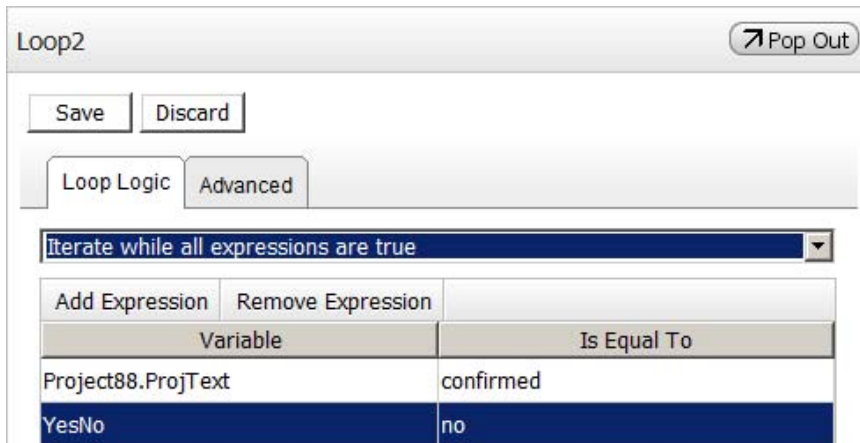 Loop2 Pop Out
Save Discard
Loop Logic Advanced
Iterate while all expressions are true
Add Expression Remove Expression
Variable Is Equal To
Project88.ProjText confirmed
YesNo no